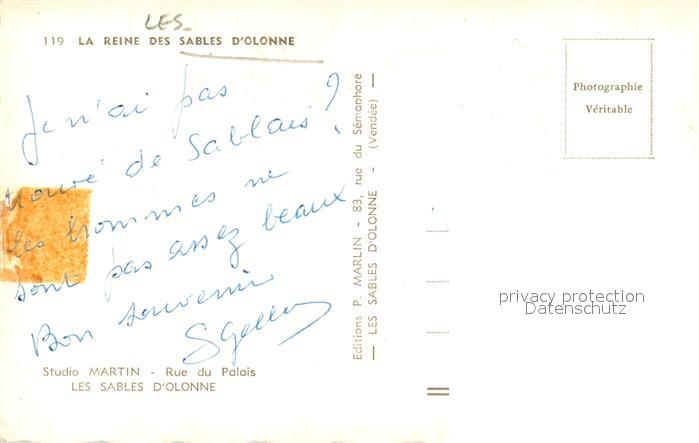 LES
119 LA REINE DES SABLES D'OLONNE
Je n'ai pas
trouvé de Sablais ?
les hommes ne
sont pas assez beaux
Bon souvenir
Studio MARTIN - Rue du Palais
LES SABLES D'OLONNE
Editions P. MARLIN - 83, rue du Sémaphore
— LES SABLES D'OLONNE - (Vendée) —
Photographie
Véritable
privacy protection
Datenschutz